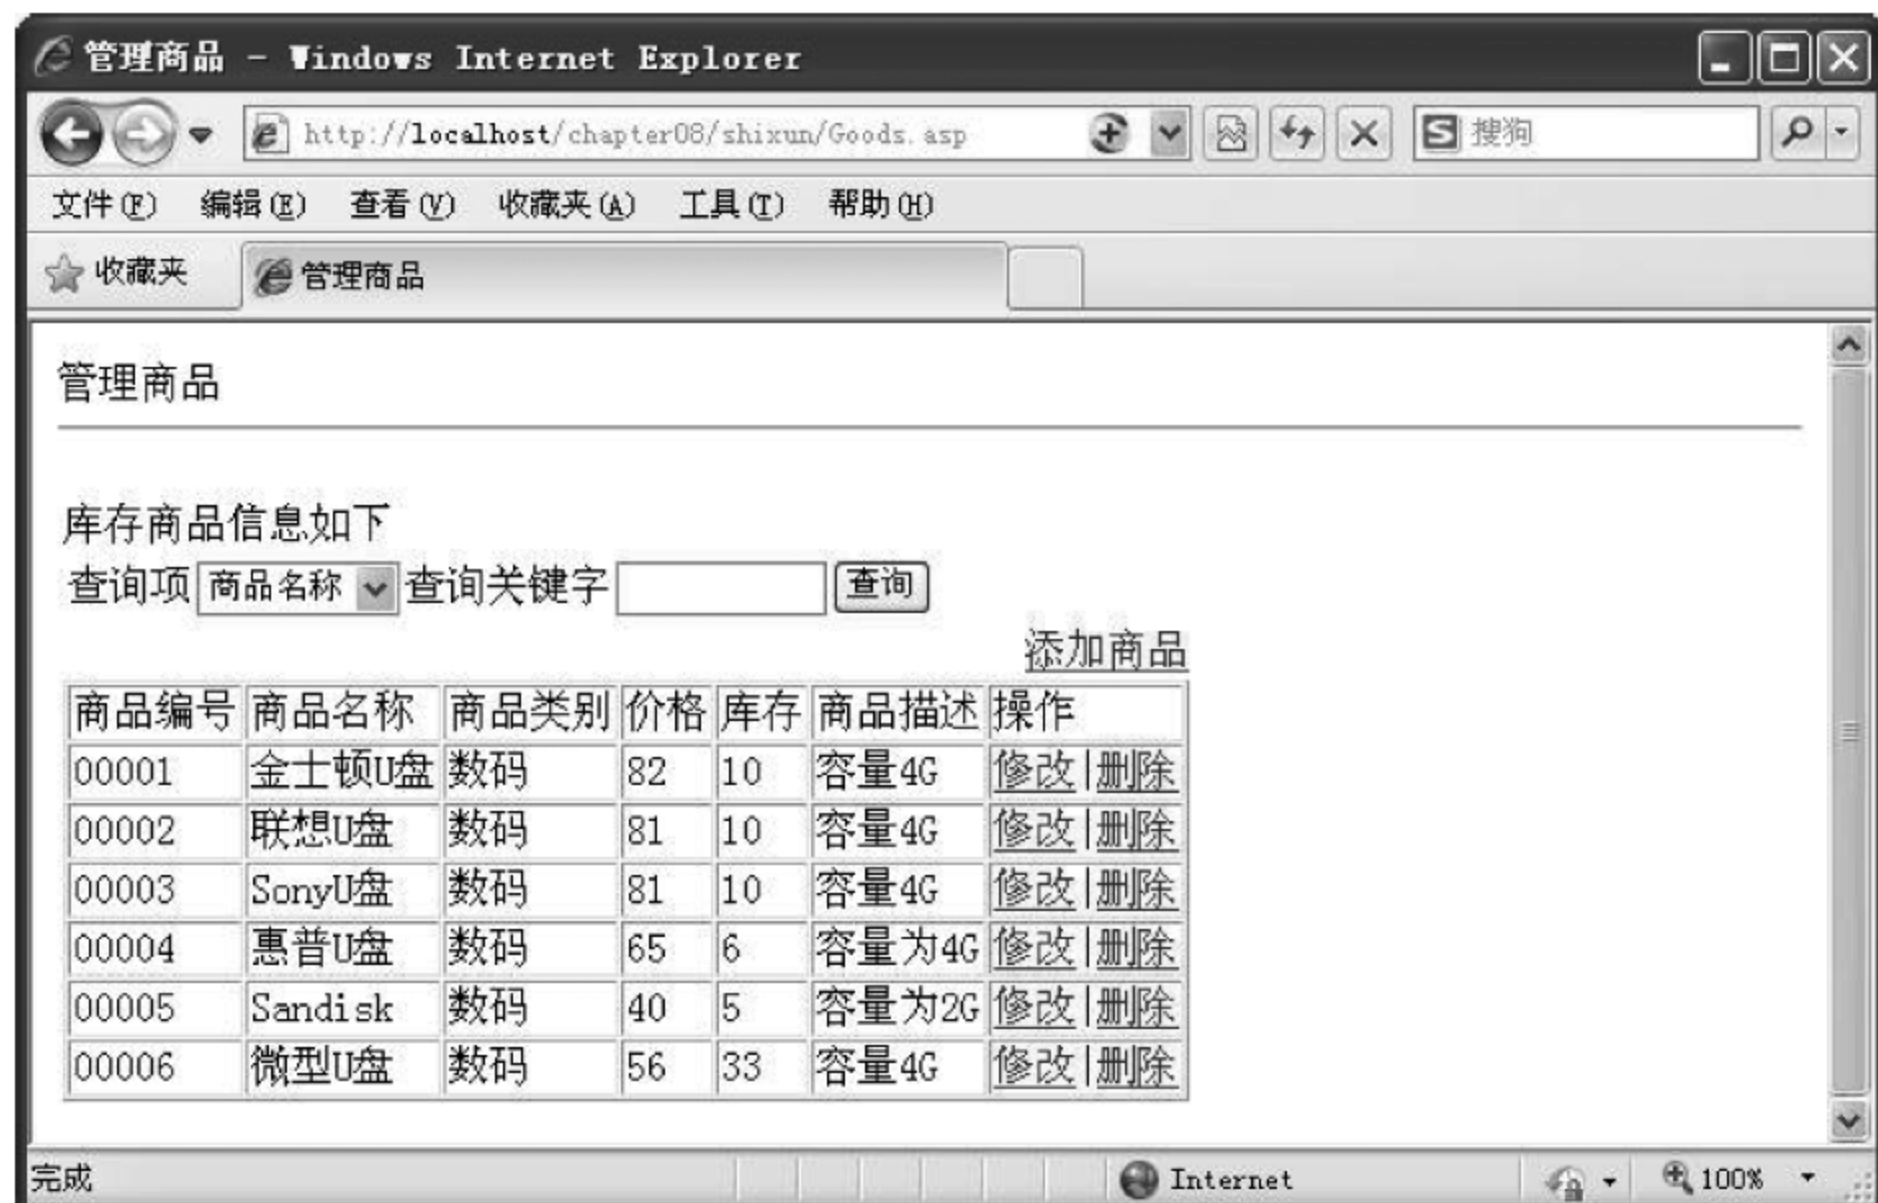 管理商品 - Windows Internet Explorer
http://localhost/chapter08/shixun/Goods.asp 搜狗
文件(F) 编辑(E) 查看(V) 收藏夹(A) 工具(T) 帮助(H)
收藏夹 管理商品
管理商品
库存商品信息如下
查询项 商品名称 查询关键字 查询
添加商品
商品编号 商品名称 商品类别 价格 库存 商品描述 操作
00001 金士顿U盘 数码 82 10 容量4G 修改|删除
00002 联想U盘 数码 81 10 容量4G 修改|删除
00003 SonyU盘 数码 81 10 容量4G 修改|删除
00004 惠普U盘 数码 65 6 容量为4G 修改|删除
00005 Sandisk 数码 40 5 容量为2G 修改|删除
00006 微型U盘 数码 56 33 容量4G 修改|删除
完成 Internet 100%